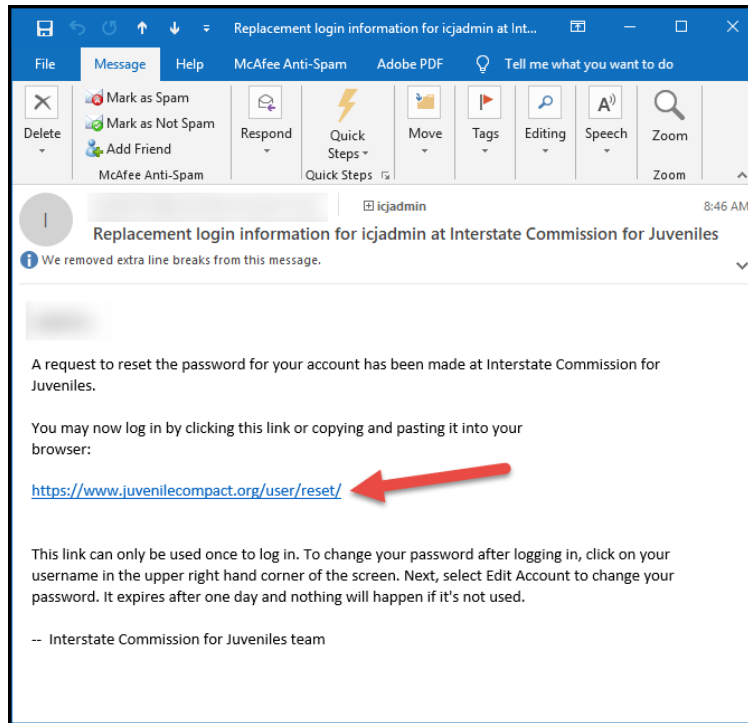 Replacement login information for icjadmin at Int...
File Message Help McAfee Anti-Spam Adobe PDF Tell me what you want to do
Delete
Mark as Spam
Mark as Not Spam
Add Friend
McAfee Anti-Spam
Respond
Quick
Steps
Quick Steps
Move
Tags
Editing
A
Speech
Zoom
Zoom
I
icjadmin
8:46 AM
Replacement login information for icjadmin at Interstate Commission for Juveniles
i We removed extra line breaks from this message.
A request to reset the password for your account has been made at Interstate Commission for
Juveniles.
You may now log in by clicking this link or copying and pasting it into your
browser:
https://www.juvenilecompact.org/user/reset/
This link can only be used once to log in. To change your password after logging in, click on your
username in the upper right hand corner of the screen. Next, select Edit Account to change your
password. It expires after one day and nothing will happen if it's not used.
-- Interstate Commission for Juveniles team